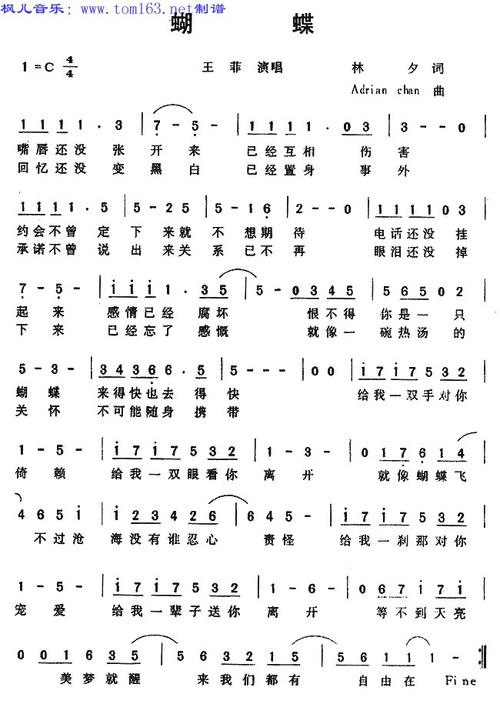 枫儿音乐: www.tom163.net制谱
蝴 蝶
1=C 4/4 王 菲 演唱 林 夕 词
Adrian chan 曲
1 1 1 1 · 3 | 7 - 5 - | 1 1 1 1 · 0 3 | 3 - - 0 |
嘴唇还没 张 开 来 已经互相 伤 害
回忆还没 变 黑 白 已经置身 事 外
1 1 1 1 · 5 | 5 - 2 5 | 5 - 1 6 - | 1 1 1 1 0 3 |
约会不曾 定 下 来就 不 想期 待 电话还没 挂
承诺不曾 说 出 来关 系 已不 再 眼泪还没 掉
7 - 5 - | 1 1 1 1 · 3 5 | 5 - 0 3 0 4 5 | 5 6 5 0 2 |
起 来 感情已经 腐 坏 恨不得 你是一只
下 来 已经忘了 感慨 就像一 碗热汤的
5 - 3 - | 3 4 3 6 6 · 5 | 5 - - - | 0 0 1 7 1 7 5 3 2 |
蝴 蝶 来得快也去 得快 给我一双手对你
关 怀 不可能随身 携带
1 - 5 - | 1 7 1 7 5 3 2 | 1 - 3 - | 0 1 7 6 1 4 |
倚 赖 给我一双眼看你 离 开 就像蝴蝶飞
4 6 5 1 | 1 2 3 4 2 6 | 6 4 5 - | 1 7 1 7 5 3 2 |
不过沧 海没有谁忍心 责怪 给我一刹那对你
1 - 5 - | 1 7 1 7 5 3 2 | 1 - 3 - | 0 6 7 1 7 1 |
宠 爱 给我一辈子送你 离 开 等不到天亮
0 0 1 6 3 5 | 5 6 3 2 1 5 | 5 6 1 1 1 - :‖
美梦就醒 来我们都有 自由在 Fine